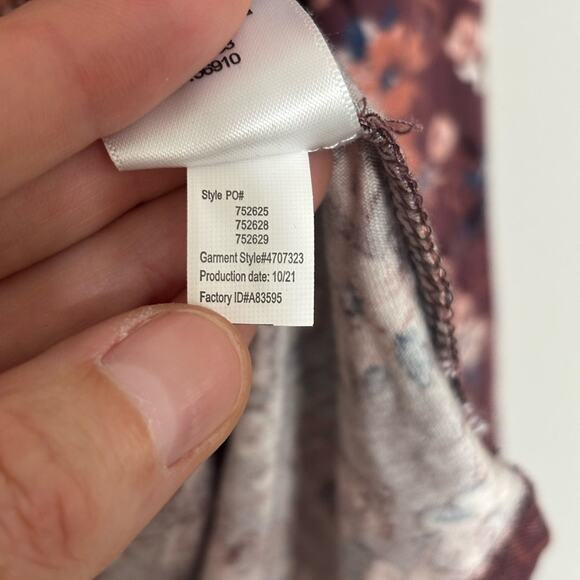 Style PO#
752625
752628
752629
Garment Style#4707323
Production date: 10/21
Factory ID#A83595